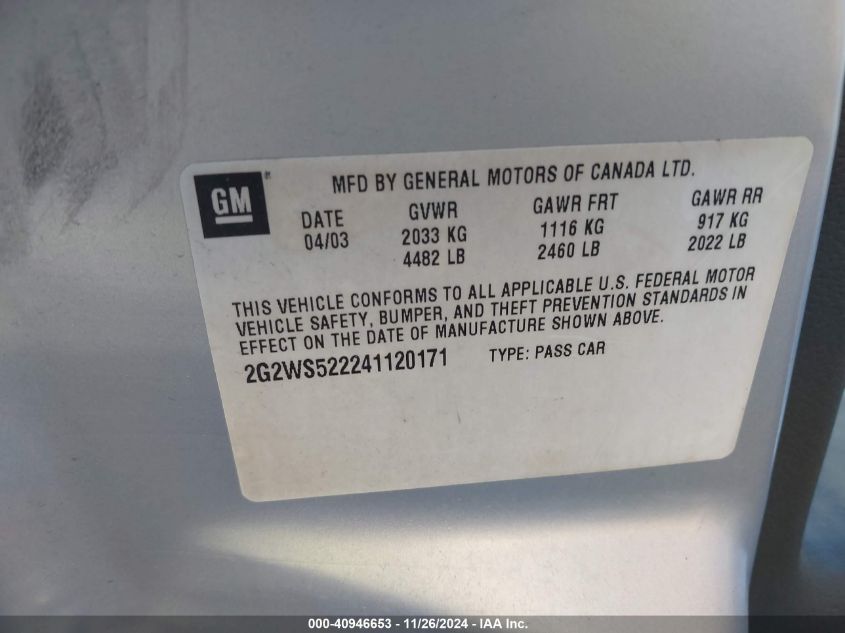 GM® MFD BY GENERAL MOTORS OF CANADA LTD.
DATE GVWR GAWR FRT GAWR RR
04/03 2033 KG 1116 KG 917 KG
4482 LB 2460 LB 2022 LB
THIS VEHICLE CONFORMS TO ALL APPLICABLE U.S. FEDERAL MOTOR
VEHICLE SAFETY, BUMPER, AND THEFT PREVENTION STANDARDS IN
EFFECT ON THE DATE OF MANUFACTURE SHOWN ABOVE.
2G2WS522241120171 TYPE: PASS CAR
000-40946653 - 11/26/2024 - IAA Inc.